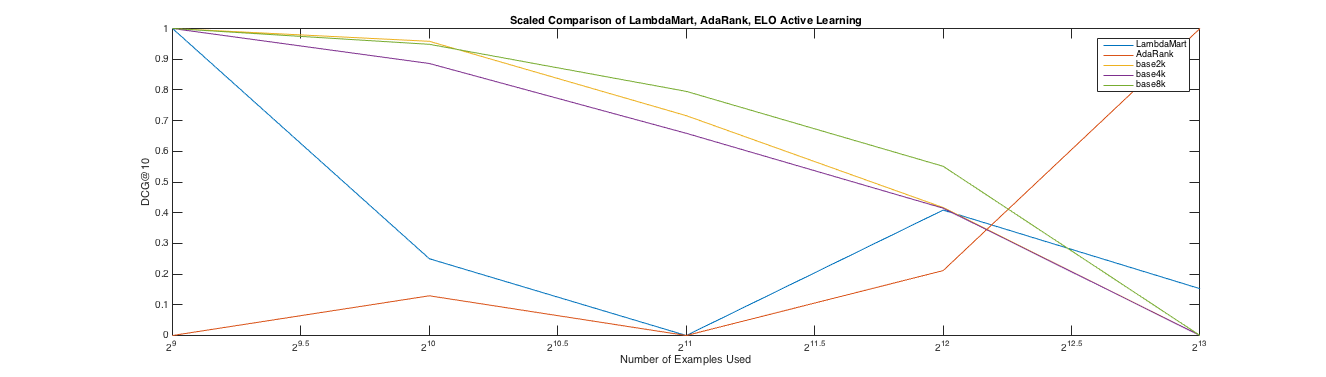 Scaled Comparison of LambdaMart, AdaRank, ELO Active Learning
1
0.9
0.8
0.7
0.6
0.5
0.4
0.3
0.2
0.1
0
DCG@10
LambdaMart
AdaRank
base2k
base4k
base8k
2^9 2^9.5 2^10 2^10.5 2^11 2^11.5 2^12 2^12.5 2^13
Number of Examples Used